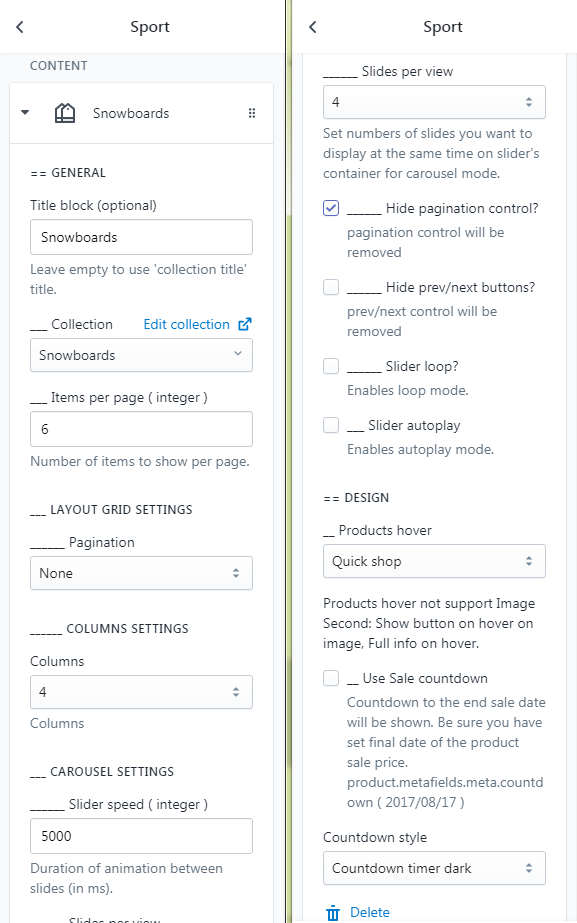 Sport
CONTENT
Snowboards
== GENERAL
Title block (optional)
Snowboards
Leave empty to use 'collection title'
title.
___ Collection Edit collection
Snowboards
___ Items per page ( integer )
6
Number of items to show per page.
___ LAYOUT GRID SETTINGS
______ Pagination
None
______ COLUMNS SETTINGS
Columns
4
Columns
___ CAROUSEL SETTINGS
______ Slider speed ( integer )
5000
Duration of animation between
slides (in ms).
Slides per view
Sport
______ Slides per view
4
Set numbers of slides you want to
display at the same time on slider's
container for carousel mode.
______ Hide pagination control?
pagination control will be
removed
______ Hide prev/next buttons?
prev/next control will be
removed
______ Slider loop?
Enables loop mode.
___ Slider autoplay
Enables autoplay mode.
== DESIGN
__ Products hover
Quick shop
Products hover not support Image
Second: Show button on hover on
image, Full info on hover.
__ Use Sale countdown
Countdown to the end sale date
will be shown. Be sure you have
set final date of the product
sale price.
product.metafields.meta.countd
own ( 2017/08/17 )
Countdown style
Countdown timer dark
Delete